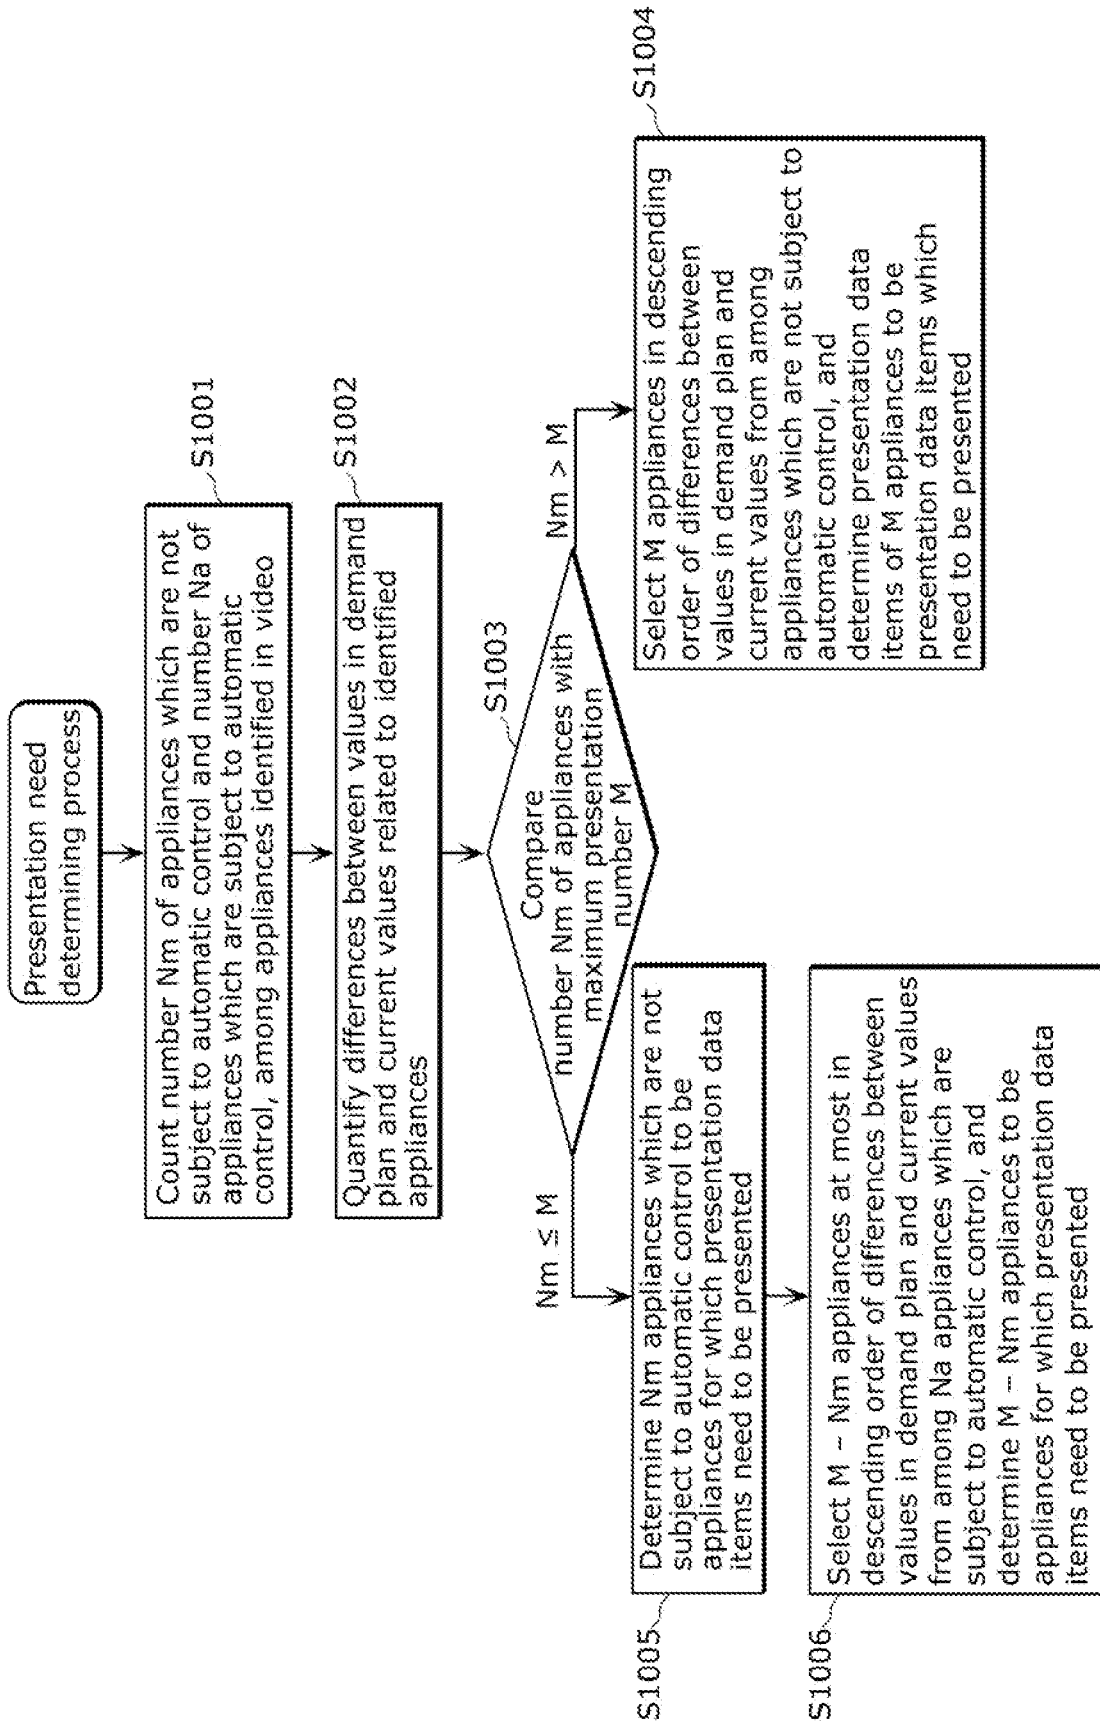 Presentation need
determining process
S1001
Count number Nm of appliances which are not
subject to automatic control and number Na of
appliances which are subject to automatic
control, among appliances identified in video
S1002
Quantify differences between values in demand
plan and current values related to identified
appliances
S1003
Compare
number Nm of appliances with
maximum presentation
number M
Nm ≤ M
Nm > M
S1004
Select M appliances in descending
order of differences between
values in demand plan and
current values from among
appliances which are not subject to
automatic control, and
determine presentation data
items of M appliances to be
presentation data items which
need to be presented
S1005
Determine Nm appliances which are not
subject to automatic control to be
appliances for which presentation data
items need to be presented
S1006
Select M – Nm appliances at most in
descending order of differences between
values in demand plan and current values
from among Na appliances which are
subject to automatic control, and
determine M – Nm appliances to be
appliances for which presentation data
items need to be presented